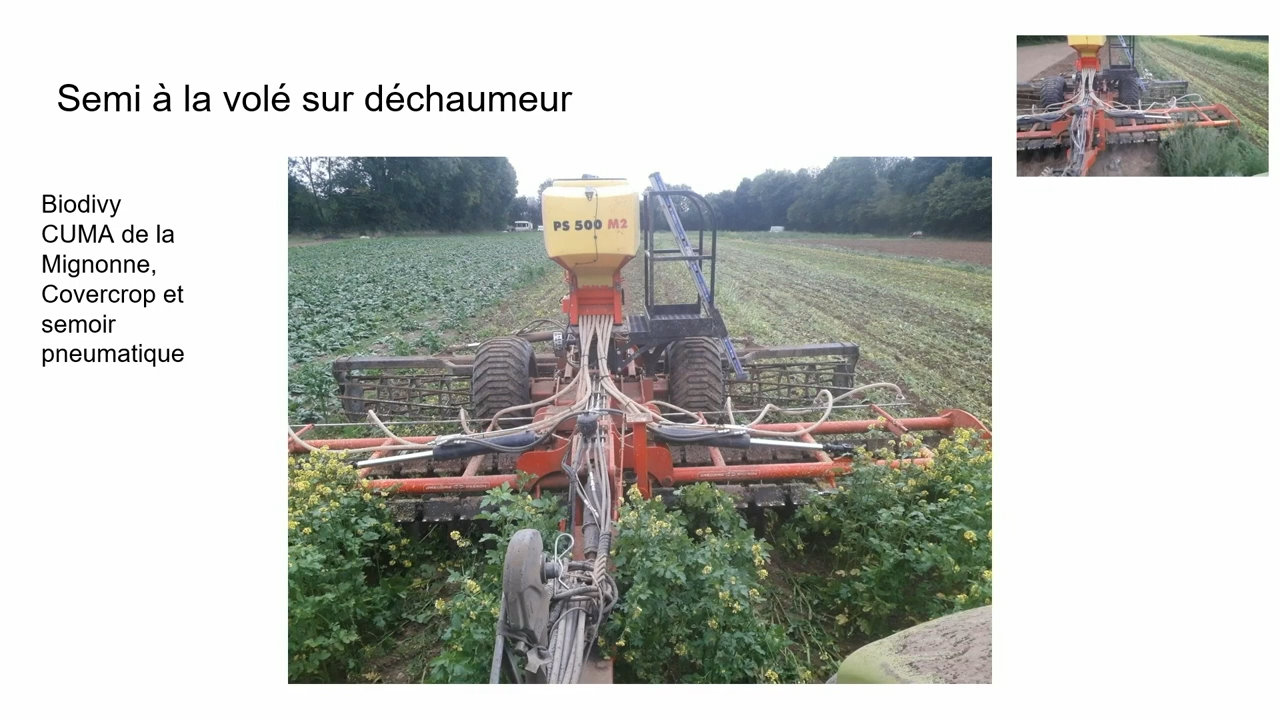 Semi à la volé sur déchaumeur
Biodivy
CUMA de la
Mignonne,
Covercrop et
semoir
pneumatique
PS 500 M2